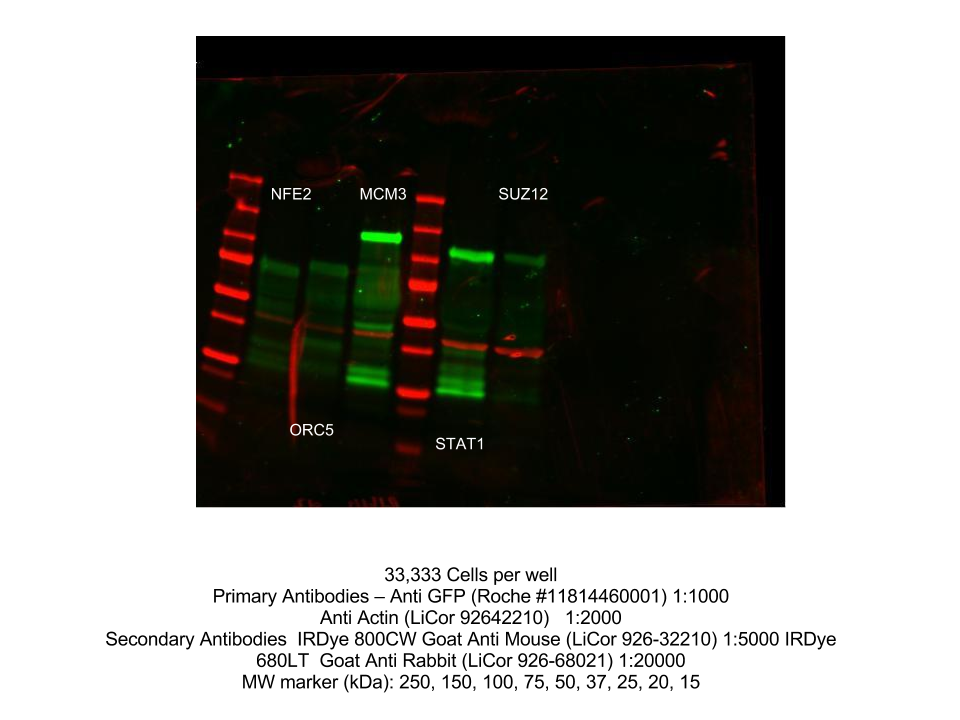 NFE2 MCM3 SUZ12
ORC5
STAT1
33,333 Cells per well
Primary Antibodies – Anti GFP (Roche #11814460001) 1:1000
Anti Actin (LiCor 92642210) 1:2000
Secondary Antibodies IRDye 800CW Goat Anti Mouse (LiCor 926-32210) 1:5000 IRDye
680LT Goat Anti Rabbit (LiCor 926-68021) 1:20000
MW marker (kDa): 250, 150, 100, 75, 50, 37, 25, 20, 15